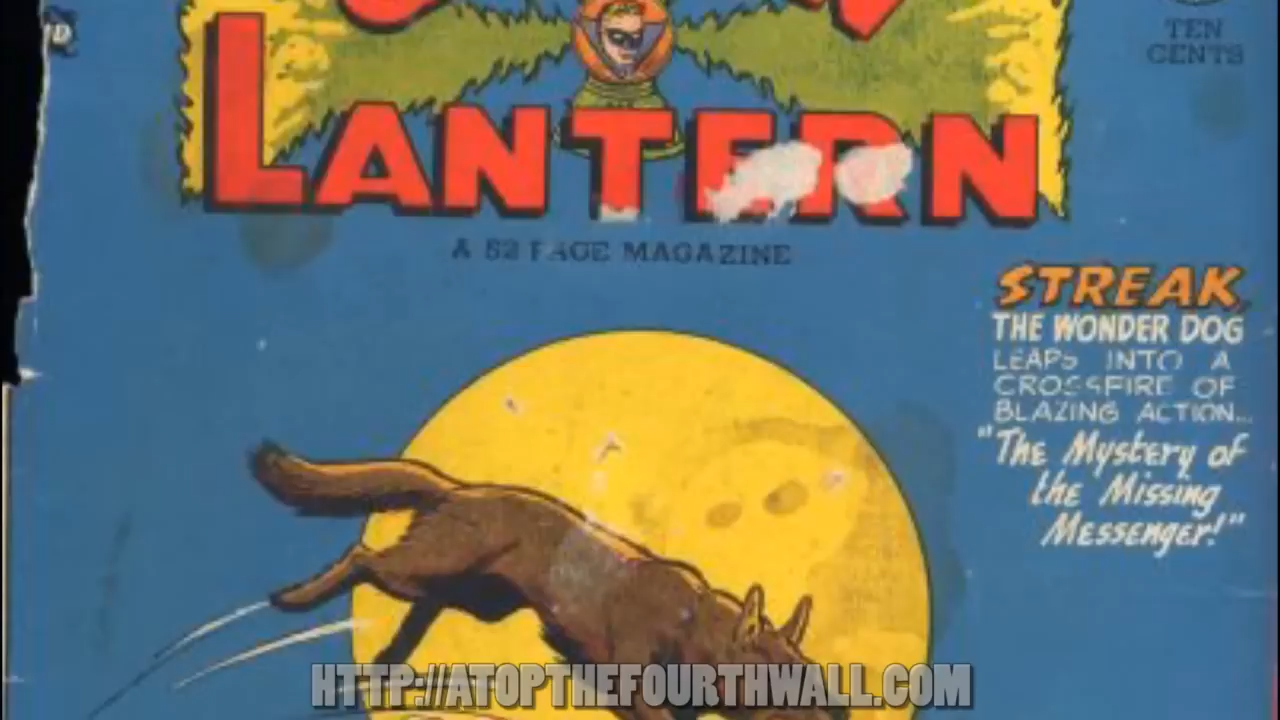 TEN
CENTS
LANTERN
A 52 PAGE MAGAZINE
STREAK,
THE WONDER DOG
LEAPS INTO A
CROSSFIRE OF
BLAZING ACTION...
"The Mystery of
the Missing
Messenger!"
HTTP://ATOPTHEFOURTHWALL.COM